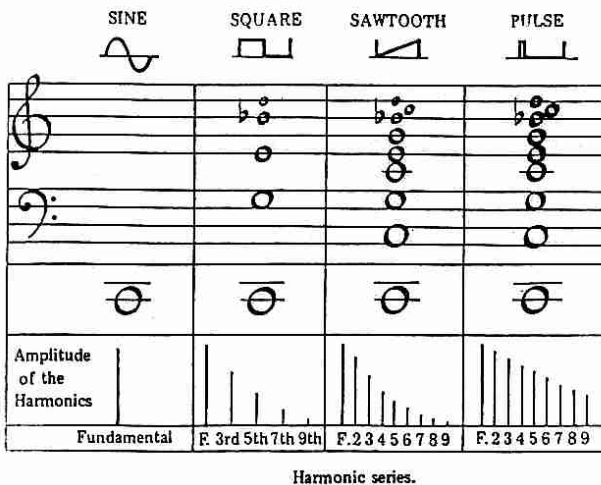 SINE SQUARE SAWTOOTH PULSE
Amplitude
of the
Harmonics
Fundamental F. 3rd 5th 7th 9th F. 2 3 4 5 6 7 8 9 F. 2 3 4 5 6 7 8 9
Harmonic series.